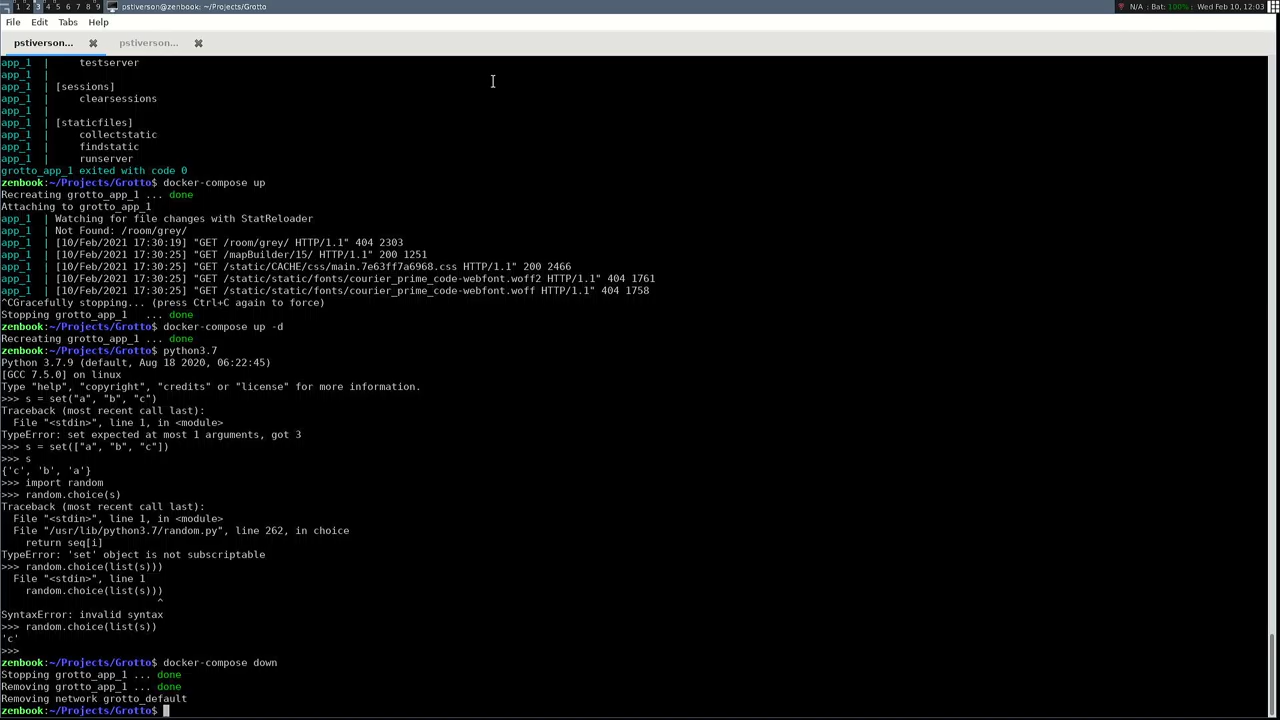 1 2 3 4 5 6 7 8 9 pstiverson@zenbook: ~/Projects/Grotto N/A : Bat: 100% : Wed Feb 10, 12:03
File Edit Tabs Help
pstiverson... pstiverson...
app_1 | testserver
app_1 |
app_1 | [sessions]
app_1 | clearsessions
app_1 |
app_1 | [staticfiles]
app_1 | collectstatic
app_1 | findstatic
app_1 | runserver
grotto_app_1 exited with code 0
zenbook:~/Projects/Grotto$ docker-compose up
Recreating grotto_app_1 ... done
Attaching to grotto_app_1
app_1 | Watching for file changes with StatReloader
app_1 | Not Found: /room/grey/
app_1 | [10/Feb/2021 17:30:19] "GET /room/grey/ HTTP/1.1" 404 2303
app_1 | [10/Feb/2021 17:30:25] "GET /mapBuilder/15/ HTTP/1.1" 200 1251
app_1 | [10/Feb/2021 17:30:25] "GET /static/CACHE/css/main.7e63ff7a6968.css HTTP/1.1" 200 2466
app_1 | [10/Feb/2021 17:30:25] "GET /static/static/fonts/courier_prime_code-webfont.woff2 HTTP/1.1" 404 1761
app_1 | [10/Feb/2021 17:30:25] "GET /static/static/fonts/courier_prime_code-webfont.woff HTTP/1.1" 404 1758
^CGracefully stopping... (press Ctrl+C again to force)
Stopping grotto_app_1 ... done
zenbook:~/Projects/Grotto$ docker-compose up -d
Recreating grotto_app_1 ... done
zenbook:~/Projects/Grotto$ python3.7
Python 3.7.9 (default, Aug 18 2020, 06:22:45)
[GCC 7.5.0] on linux
Type "help", "copyright", "credits" or "license" for more information.
>>> s = set("a", "b", "c")
Traceback (most recent call last):
File "<stdin>", line 1, in <module>
TypeError: set expected at most 1 arguments, got 3
>>> s = set(["a", "b", "c"])
>>> s
{'c', 'b', 'a'}
>>> import random
>>> random.choice(s)
Traceback (most recent call last):
File "<stdin>", line 1, in <module>
File "/usr/lib/python3.7/random.py", line 262, in choice
return seq[i]
TypeError: 'set' object is not subscriptable
>>> random.choice(list(s)))
File "<stdin>", line 1
random.choice(list(s)))
^
SyntaxError: invalid syntax
>>> random.choice(list(s))
'c'
>>>
zenbook:~/Projects/Grotto$ docker-compose down
Stopping grotto_app_1 ... done
Removing grotto_app_1 ... done
Removing network grotto_default
zenbook:~/Projects/Grotto$